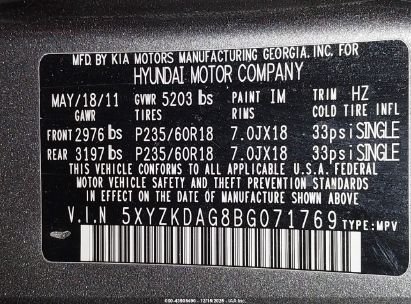 MFD. BY KIA MOTORS MANUFACTURING GEORGIA, INC. FOR
HYUNDAI MOTOR COMPANY
MAY/18/11 GVWR 5203 lbs PAINT IM TRIM HZ
GAWR TIRES RIMS COLD TIRE INFL
FRONT 2976 lbs P235/60R18 7.0JX18 33psi SINGLE
REAR 3197 lbs P235/60R18 7.0JX18 33psi SINGLE
THIS VEHICLE CONFORMS TO ALL APPLICABLE U.S.A. FEDERAL
MOTOR VEHICLE SAFETY AND THEFT PREVENTION STANDARDS
IN EFFECT ON THE DATE OF MANUFACTURE SHOWN ABOVE
V.I.N 5XYZKDAG8BG071769 TYPE: MPV